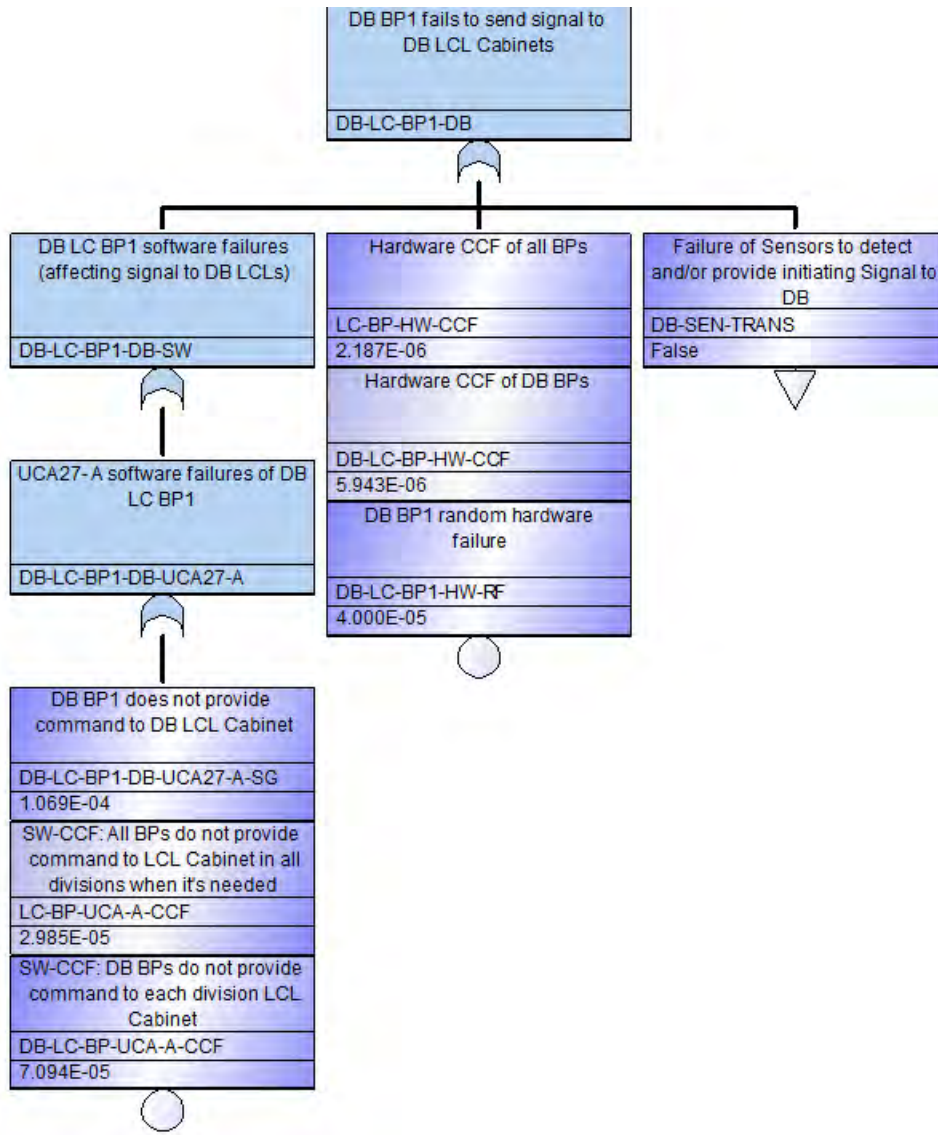 DB BP1 fails to send signal to
DB LCL Cabinets
DB-LC-BP1-DB
DB LC BP1 software failures
(affecting signal to DB LCLs)
DB-LC-BP1-DB-SW
UCA27- A software failures of DB
LC BP1
DB-LC-BP1-DB-UCA27-A
DB BP1 does not provide
command to DB LCL Cabinet
DB-LC-BP1-DB-UCA27-A-SG
1.069E-04
SW-CCF: All BPs do not provide
command to LCL Cabinet in all
divisions when it's needed
LC-BP-UCA-A-CCF
2.985E-05
SW-CCF: DB BPs do not provide
command to each division LCL
Cabinet
DB-LC-BP-UCA-A-CCF
7.094E-05
Hardware CCF of all BPs
LC-BP-HW-CCF
2.187E-06
Hardware CCF of DB BPs
DB-LC-BP-HW-CCF
5.943E-06
DB BP1 random hardware
failure
DB-LC-BP1-HW-RF
4.000E-05
Failure of Sensors to detect
and/or provide initiating Signal to
DB
DB-SEN-TRANS
False